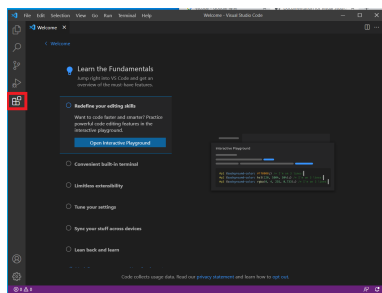 File Edit Selection View Go Run Terminal Help
Welcome - Visual Studio Code
Welcome
Welcome
Learn the Fundamentals
Jump right into VS Code and get an
overview of the must-have features.
Redefine your editing skills
Want to code faster and smarter? Practice
powerful code editing features in the
interactive playground.
Open Interactive Playground
Interactive Playground
Convenient built-in terminal
Limitless extensibility
Tune your settings
Sync your stuff across devices
Lean back and learn
Code collects usage data. Read our privacy statement and learn how to opt out.
0 0